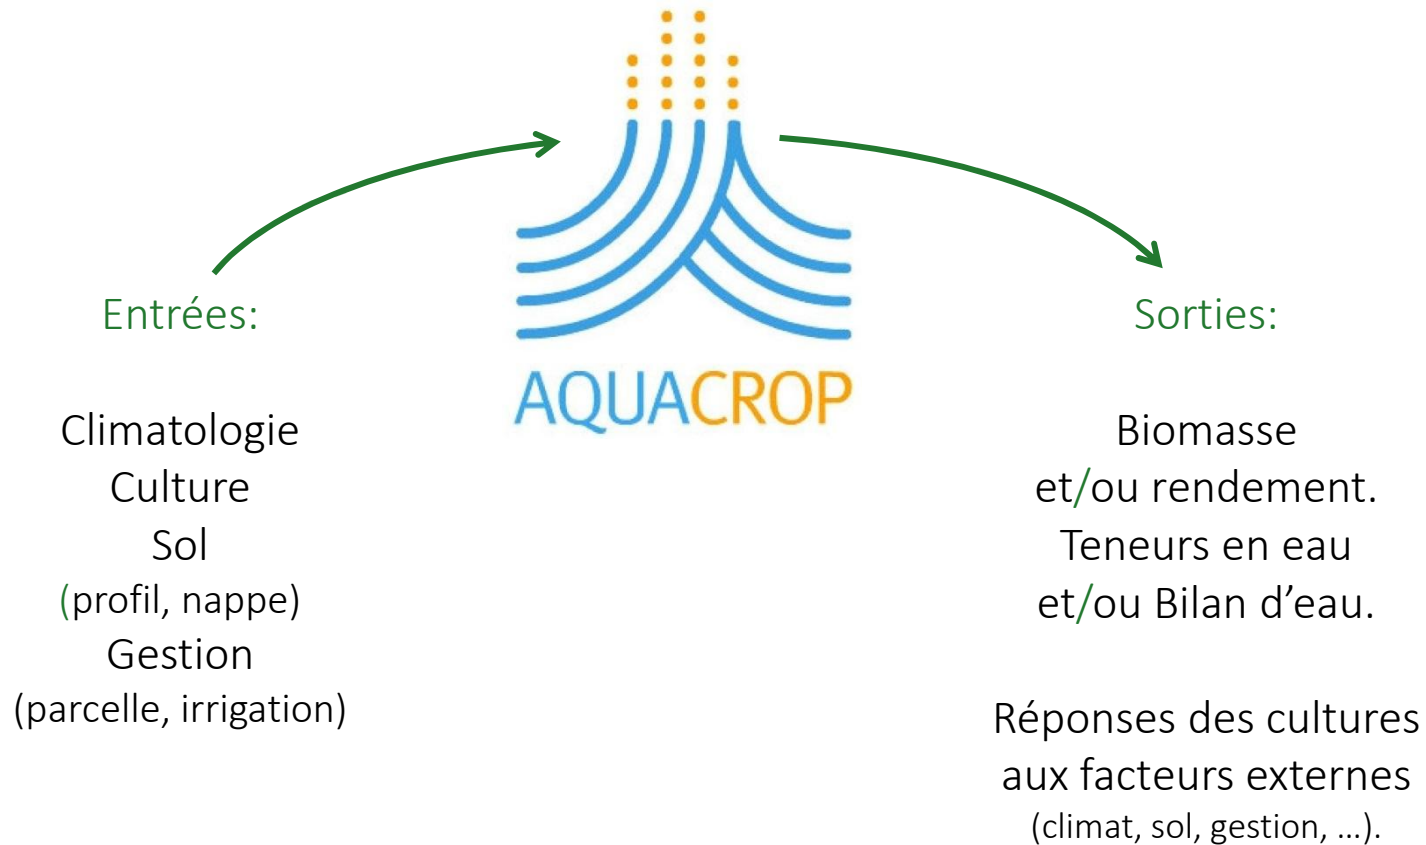 Entrées:
Climatologie
Culture
Sol
(profil, nappe)
Gestion
(parcelle, irrigation)
AQUACROP
Sorties:
Biomasse
et/ou rendement.
Teneurs en eau
et/ou Bilan d’eau.
Réponses des cultures
aux facteurs externes
(climat, sol, gestion, ...).